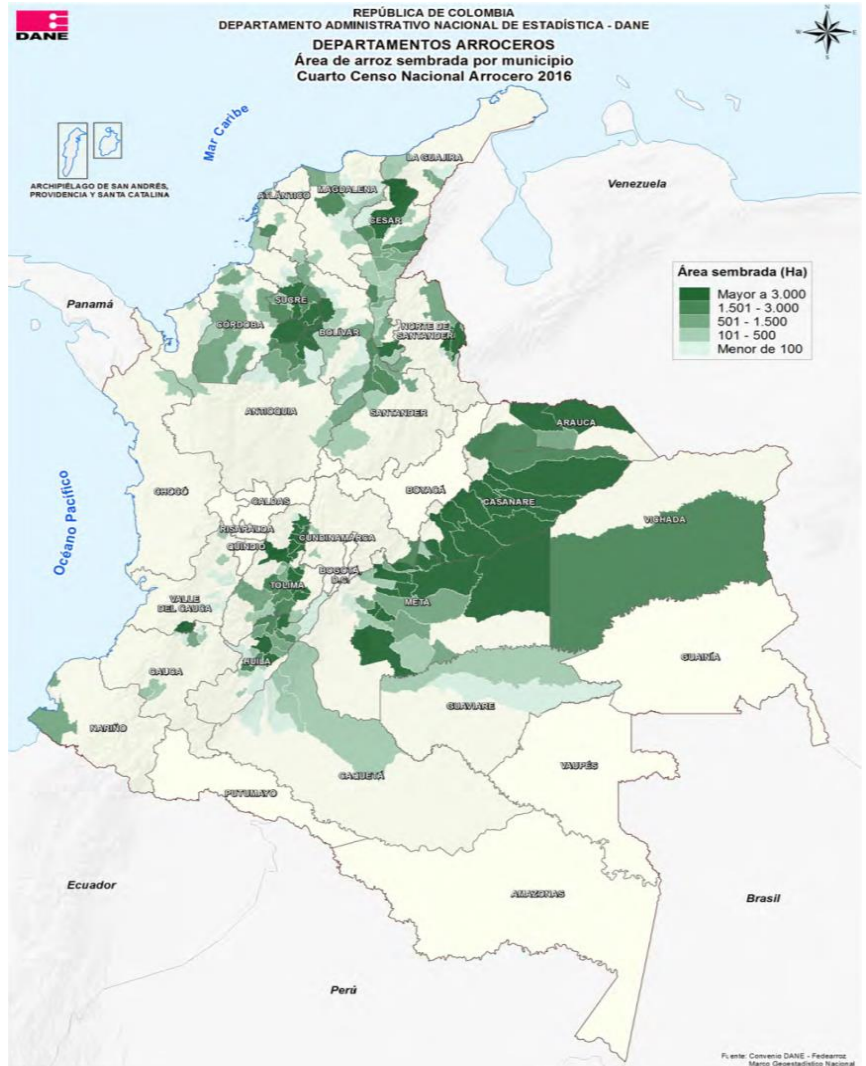 DANE
REPÚBLICA DE COLOMBIA
DEPARTAMENTO ADMINISTRATIVO NACIONAL DE ESTADÍSTICA - DANE
DEPARTAMENTOS ARROCEROS
Área de arroz sembrada por municipio
Cuarto Censo Nacional Arrocero 2016
N
E
S
Mar Caribe
ARCHIPIÉLAGO DE SAN ANDRÉS,
PROVIDENCIA Y SANTA CATALINA
LA GUAJIRA
ATLÁNTICO
MAGDALENA
Venezuela
CESAR
Área sembrada (Ha)
Mayor a 3.000
1.501 - 3.000
501 - 1.500
101 - 500
Menor de 100
Panamá
SUCRE
CÓRDOBA
BOLÍVAR
NORTE DE
SANTANDER
ANTIOQUIA
SANTANDER
ARAUCA
Océano Pacífico
CHOCÓ
BOYACÁ
CASANARE
CALDAS
RISARALDA
CUNDINAMARCA
VICHADA
QUINDIO
BOGOTÁ
D.C.
TOLIMA
META
VALLE
DEL CAUCA
HUILA
CAUCA
GUAINÍA
GUAVIARE
NARIÑO
VAUPÉS
CAQUETÁ
PUTUMAYO
Ecuador
AMAZONAS
Brasil
Perú
Fuente: Convenio DANE - Fedearroz
Marco Geoestadístico Nacional